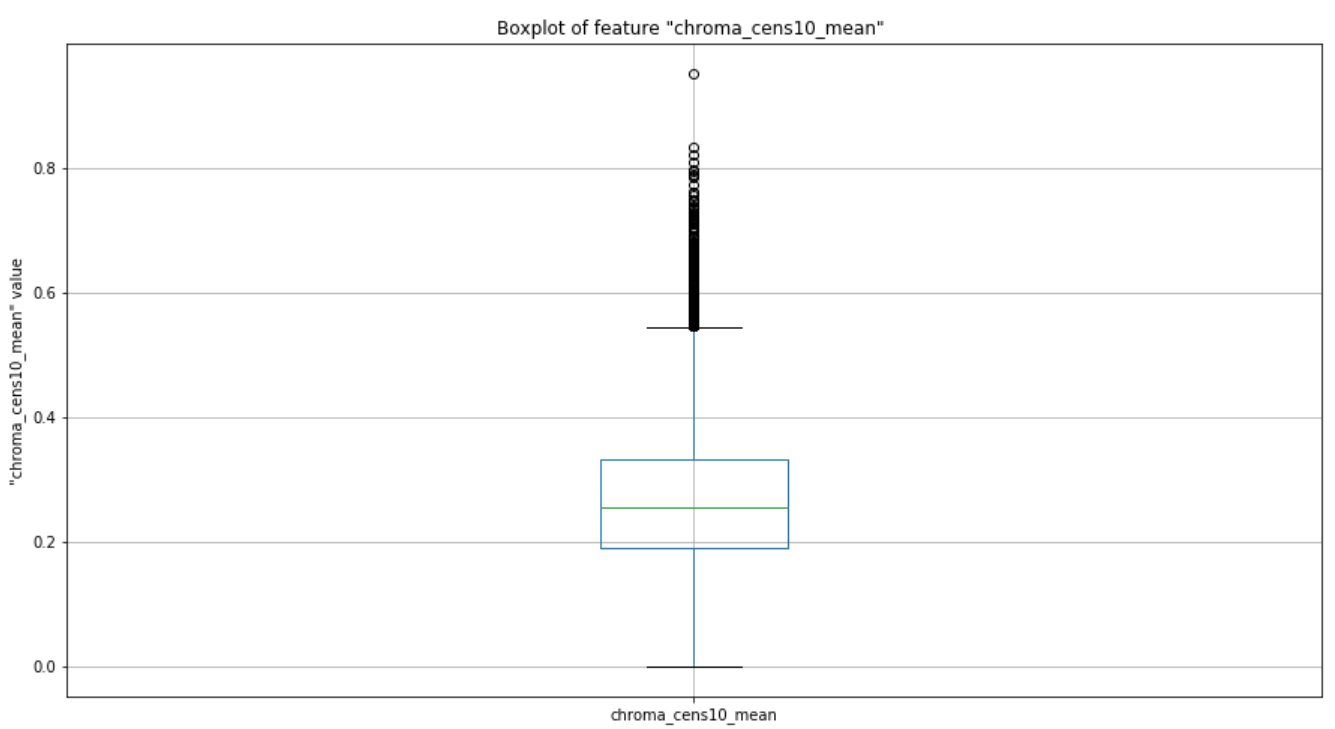 Boxplot of feature "chroma_cens10_mean"
"chroma_cens10_mean" value
0.8
0.6
0.4
0.2
0.0
chroma_cens10_mean